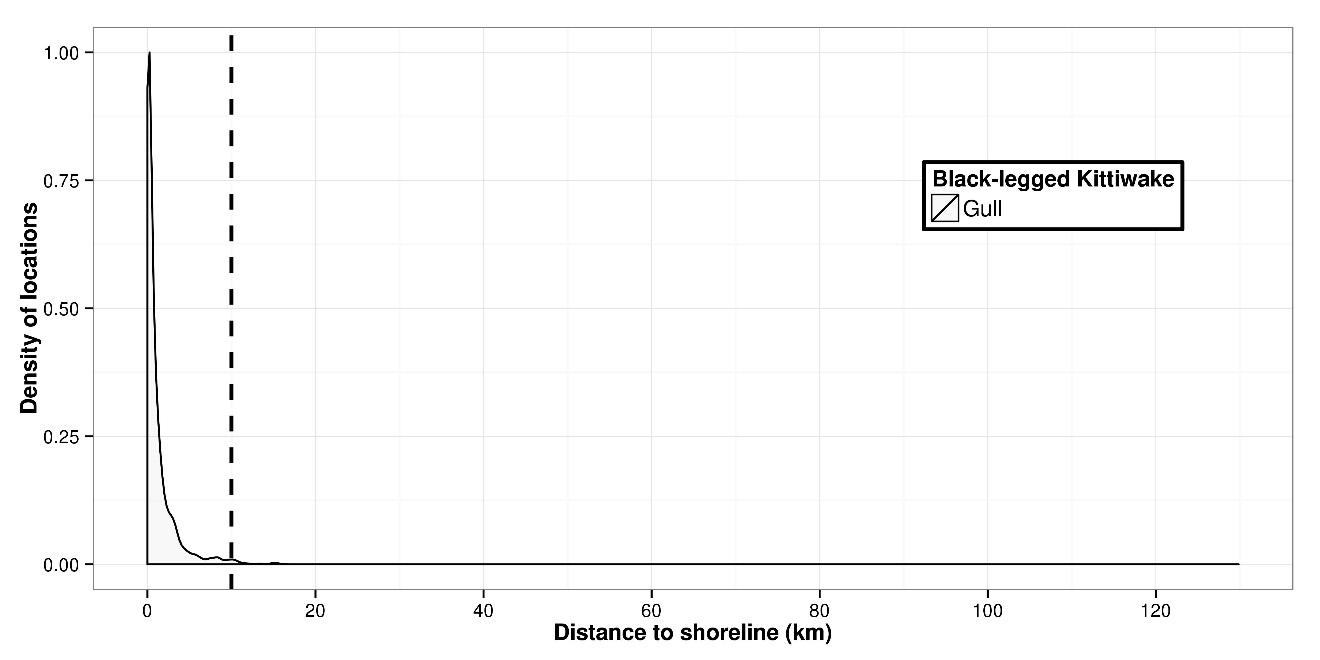 1.00
0.75
0.50
0.25
0.00
Density of locations
Black-legged Kittiwake
Gull
0 20 40 60 80 100 120
Distance to shoreline (km)